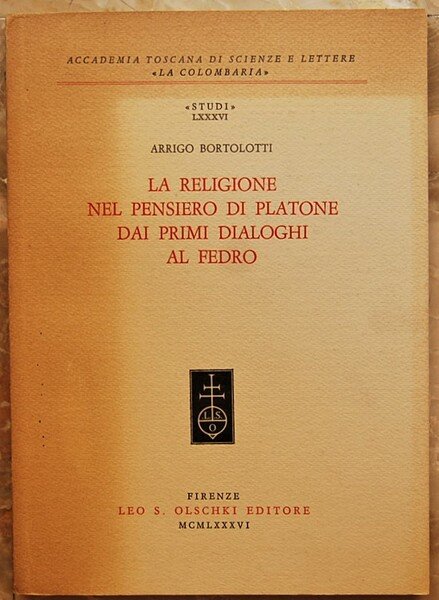 ACCADEMIA TOSCANA DI SCIENZE E LETTERE
«LA COLOMBARIA»
«STUDI»
LXXXVI
ARRIGO BORTOLOTTI
LA RELIGIONE
NEL PENSIERO DI PLATONE
DAI PRIMI DIALOGHI
AL FEDRO
L. S.
O
FIRENZE
LEO S. OLSCHKI EDITORE
MCMLXXXVI